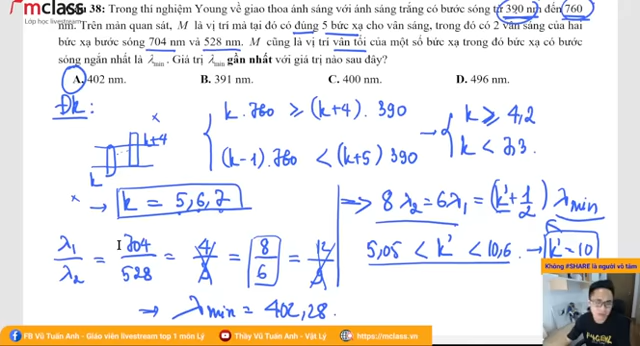 mclass
Lớp học livestream
Câu 38: Trong thí nghiệm Young về giao thoa ánh sáng với ánh sáng trắng có bước sóng từ 390 nm đến 760
nm. Trên màn quan sát, M là vị trí mà tại đó có đúng 5 bức xạ cho vân sáng, trong đó có 2 vân sáng của hai
bức xạ bước sóng 704 nm và 528 nm. M cũng là vị trí vân tối của một số bức xạ trong đó bức xạ có bước
sóng ngắn nhất là λmin. Giá trị λmin gần nhất với giá trị nào sau đây?
A. 402 nm. B. 391 nm. C. 400 nm. D. 496 nm.
Đk:
k.760 ≥ (k+4).390 → k ≥ 4,2
(k-1).760 < (k+5)390 k < 7,3.
x k+4
k
x → k = 5,6,7
⇒ 8λ2 = 6λ1 = (k'+1/2) λmin
5,05 < k' < 10,6. → k' = 10
λ1/λ2 = 704/528 = 4/3 = 8/6 = 12/9
→ λmin = 402,28.
Không #SHARE là người vô tâm
FB Vũ Tuấn Anh - Giáo viên livestream top 1 môn Lý Thầy Vũ Tuấn Anh - Vật Lý https://mclass.vn